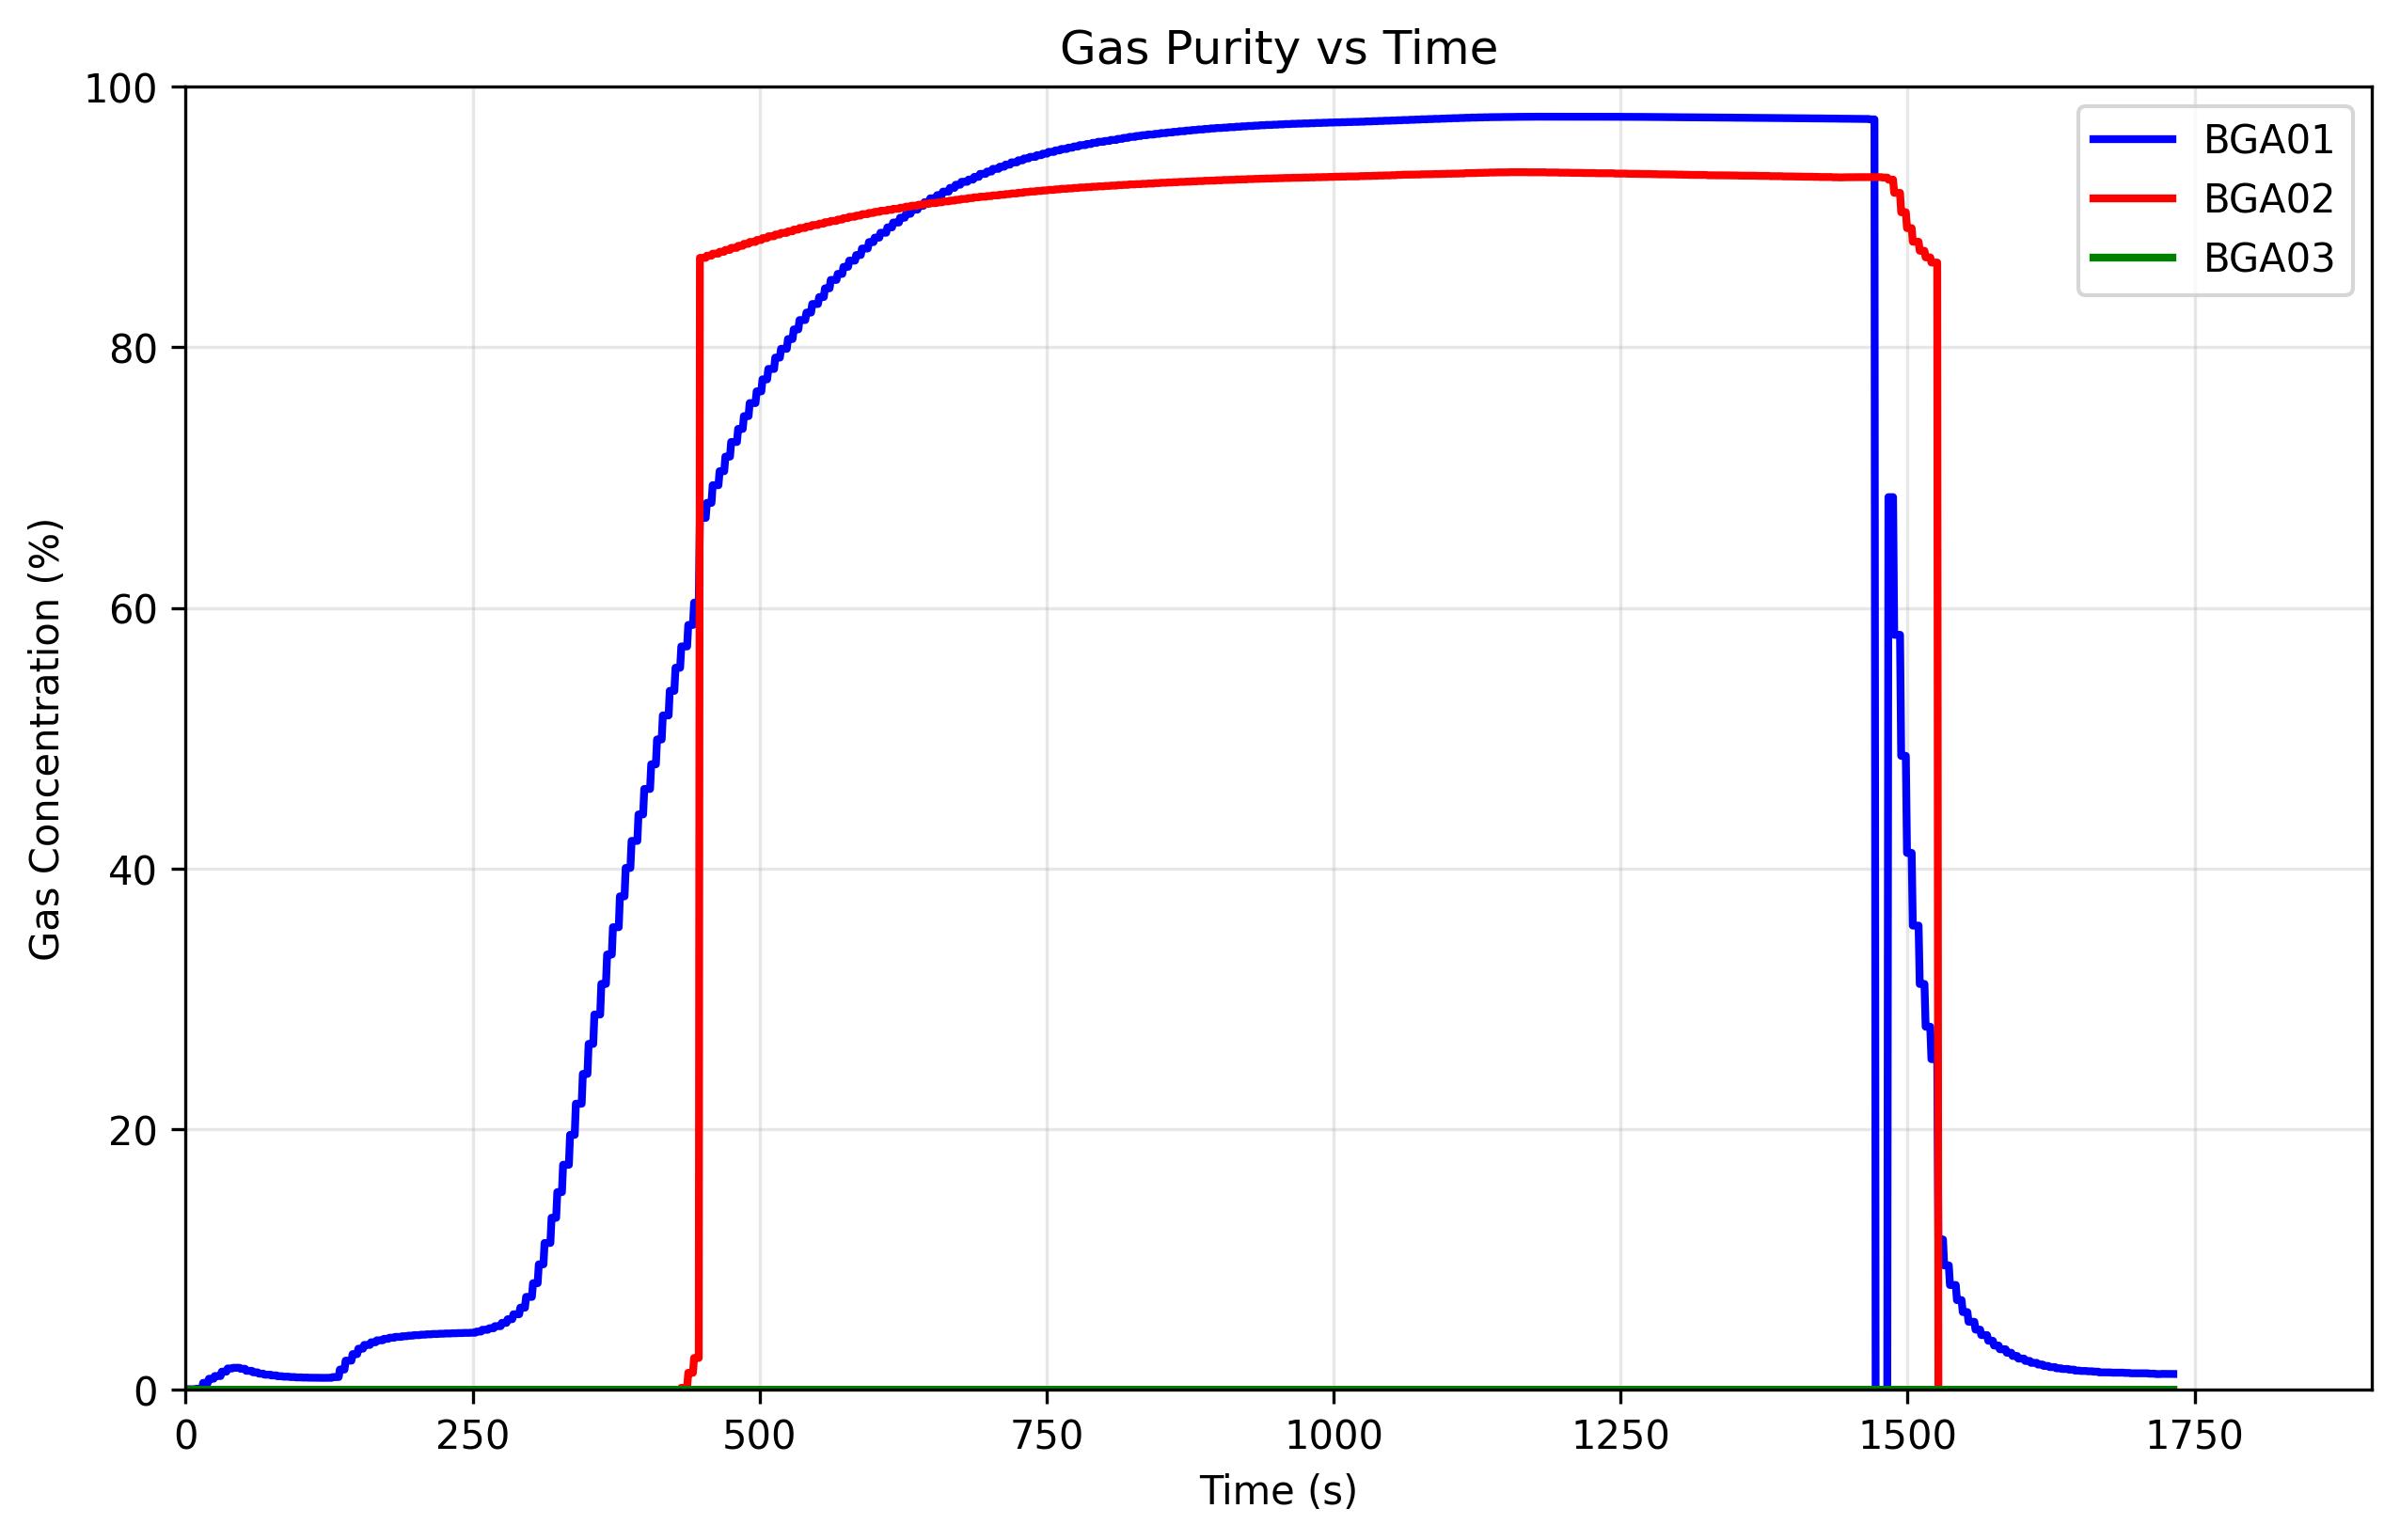 Gas Purity vs Time
Gas Concentration (%)
100
80
60
40
20
0
0 250 500 750 1000 1250 1500 1750
Time (s)
BGA01
BGA02
BGA03